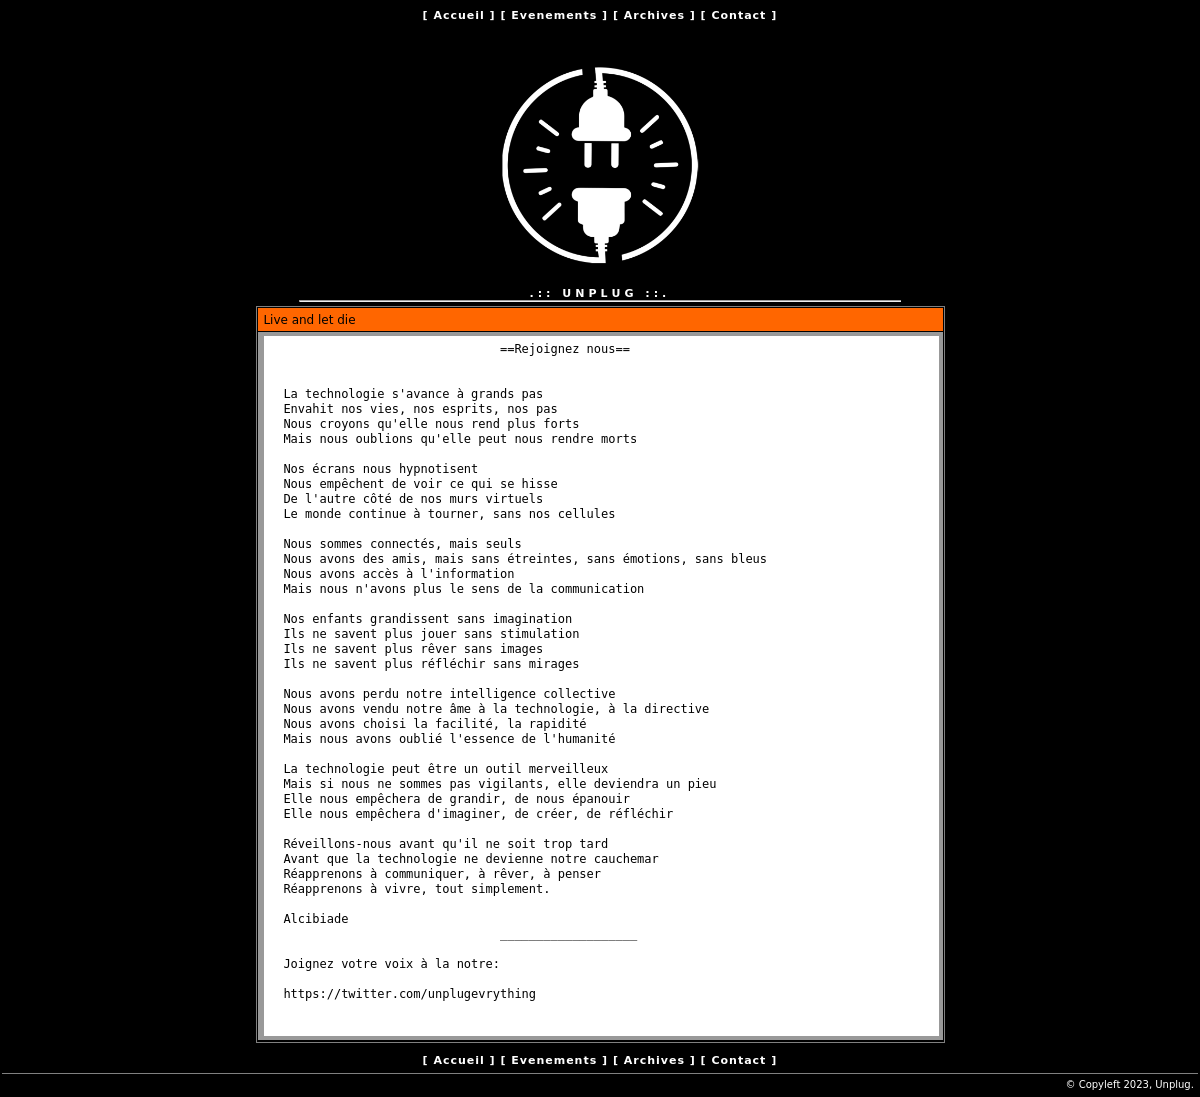 [ Accueil ] [ Evenements ] [ Archives ] [ Contact ]
.:: UNPLUG ::.
Live and let die
==Rejoignez nous==
La technologie s'avance à grands pas
Envahit nos vies, nos esprits, nos pas
Nous croyons qu'elle nous rend plus forts
Mais nous oublions qu'elle peut nous rendre morts
Nos écrans nous hypnotisent
Nous empêchent de voir ce qui se hisse
De l'autre côté de nos murs virtuels
Le monde continue à tourner, sans nos cellules
Nous sommes connectés, mais seuls
Nous avons des amis, mais sans étreintes, sans émotions, sans bleus
Nous avons accès à l'information
Mais nous n'avons plus le sens de la communication
Nos enfants grandissent sans imagination
Ils ne savent plus jouer sans stimulation
Ils ne savent plus rêver sans images
Ils ne savent plus réfléchir sans mirages
Nous avons perdu notre intelligence collective
Nous avons vendu notre âme à la technologie, à la directive
Nous avons choisi la facilité, la rapidité
Mais nous avons oublié l'essence de l'humanité
La technologie peut être un outil merveilleux
Mais si nous ne sommes pas vigilants, elle deviendra un pieu
Elle nous empêchera de grandir, de nous épanouir
Elle nous empêchera d'imaginer, de créer, de réfléchir
Réveillons-nous avant qu'il ne soit trop tard
Avant que la technologie ne devienne notre cauchemar
Réapprenons à communiquer, à rêver, à penser
Réapprenons à vivre, tout simplement.
Alcibiade
___________________
Joignez votre voix à la notre:
https://twitter.com/unplugevrything
[ Accueil ] [ Evenements ] [ Archives ] [ Contact ]
© Copyleft 2023, Unplug.